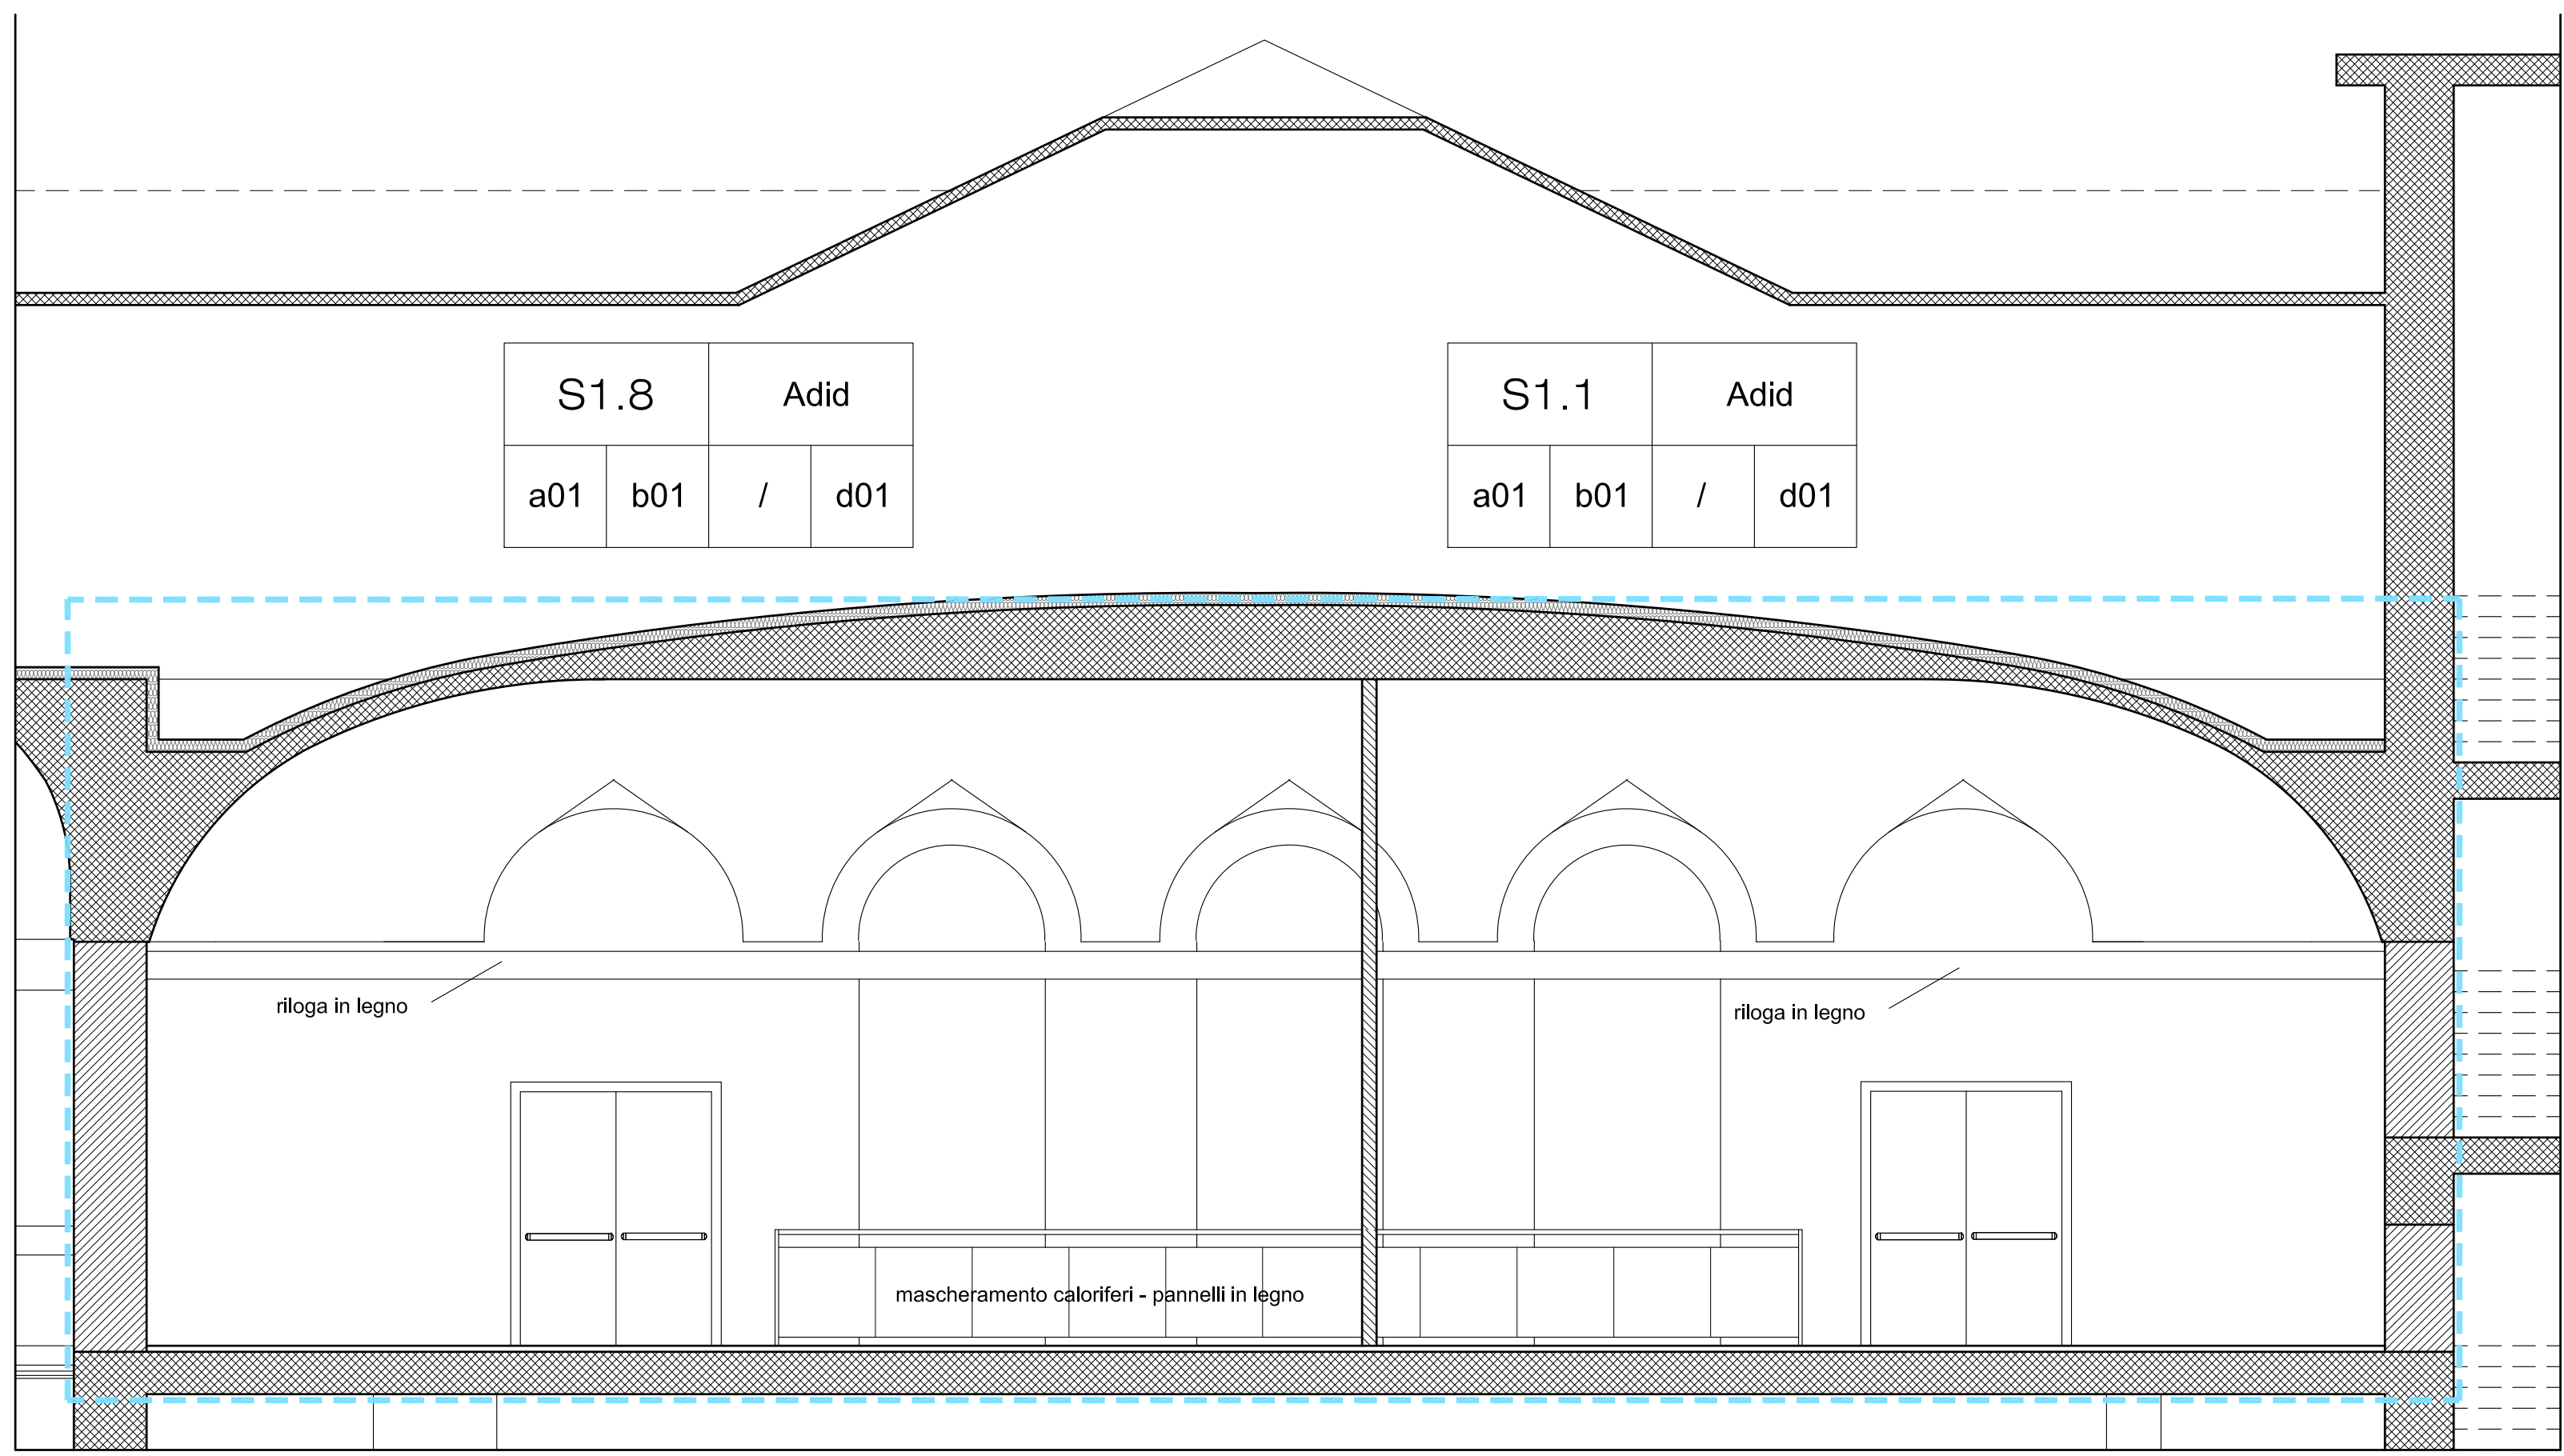 S1.8 Adid
a01 b01 / d01
S1.1 Adid
a01 b01 / d01
riloga in legno
riloga in legno
mascheramento caloriferi - pannelli in legno